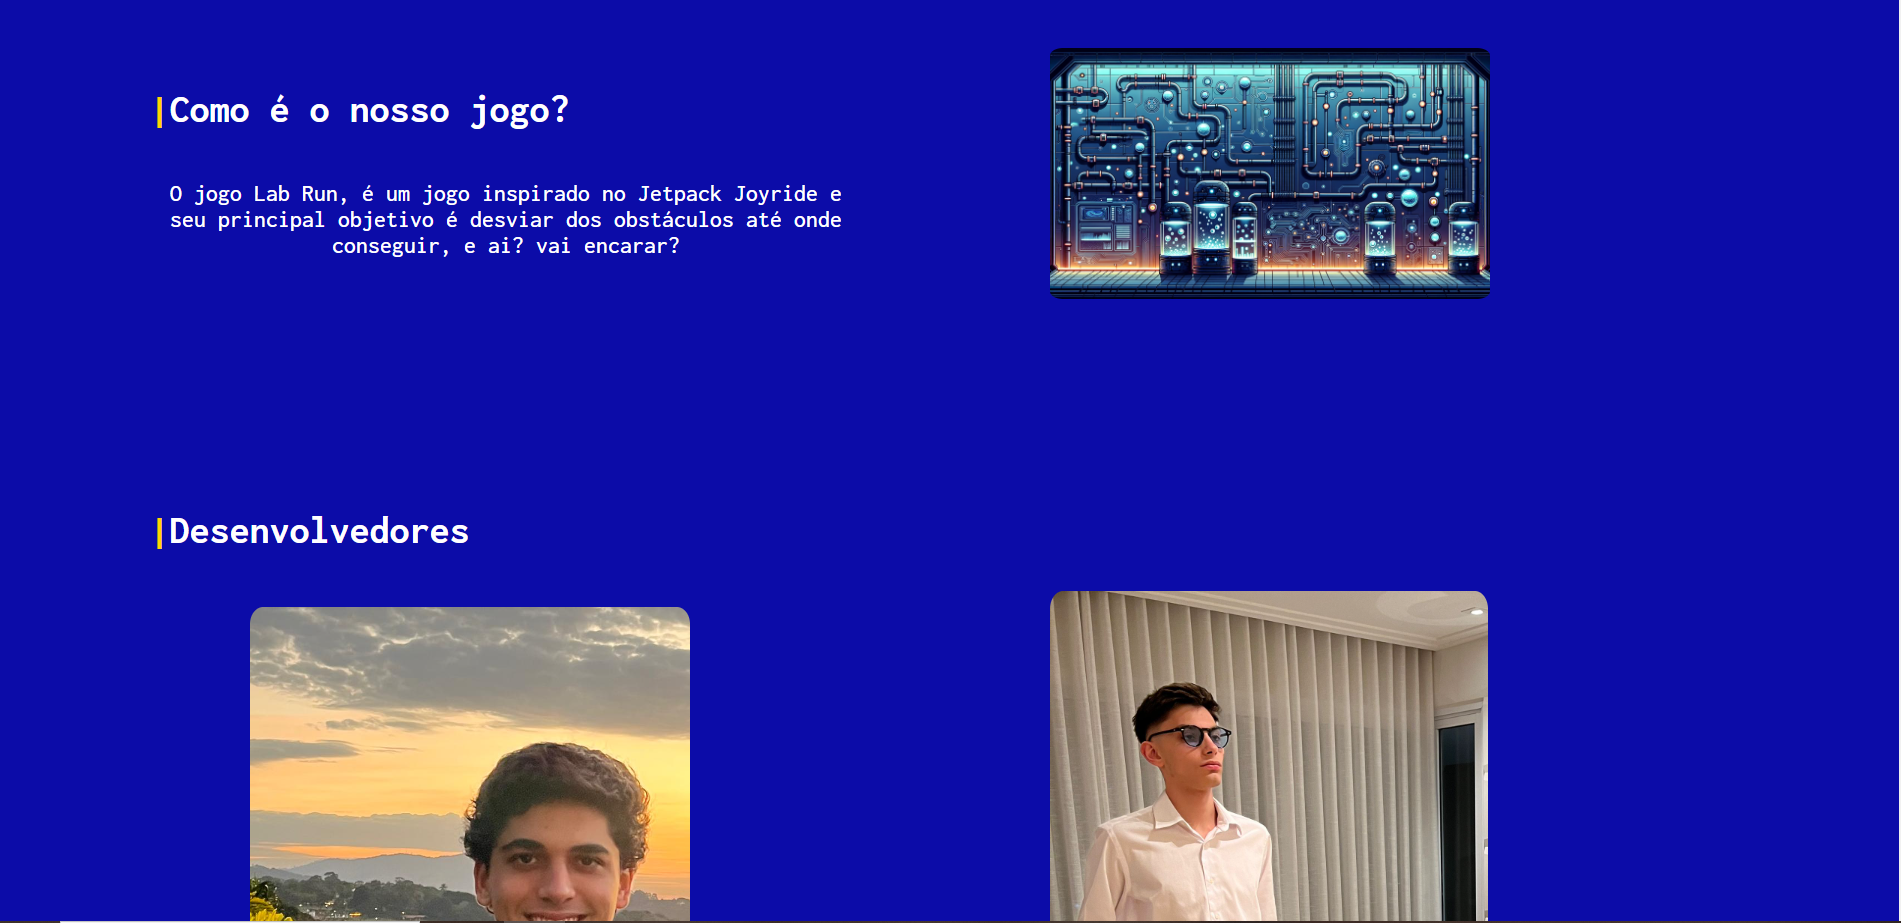 |Como é o nosso jogo?
O jogo Lab Run, é um jogo inspirado no Jetpack Joyride e
seu principal objetivo é desviar dos obstáculos até onde
conseguir, e ai? vai encarar?
|Desenvolvedores